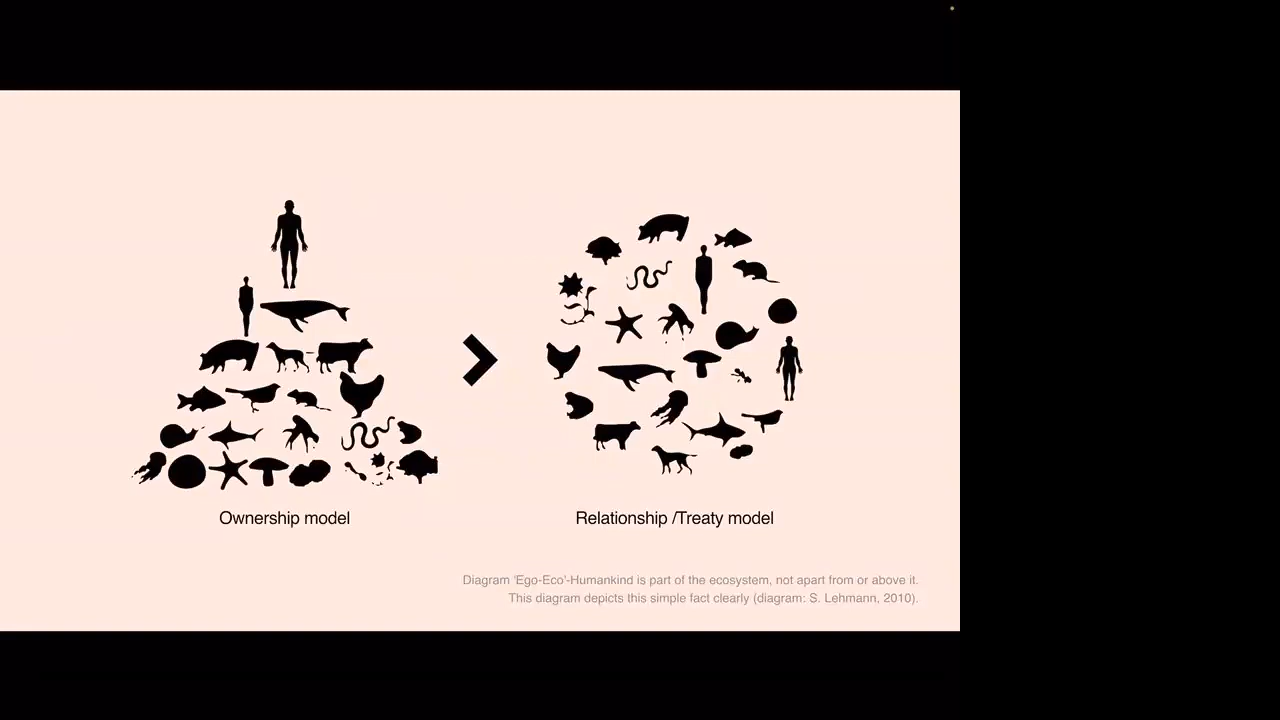 Ownership model
Relationship /Treaty model
Diagram ‘Ego-Eco’-Humankind is part of the ecosystem, not apart from or above it.
This diagram depicts this simple fact clearly (diagram: S. Lehmann, 2010).